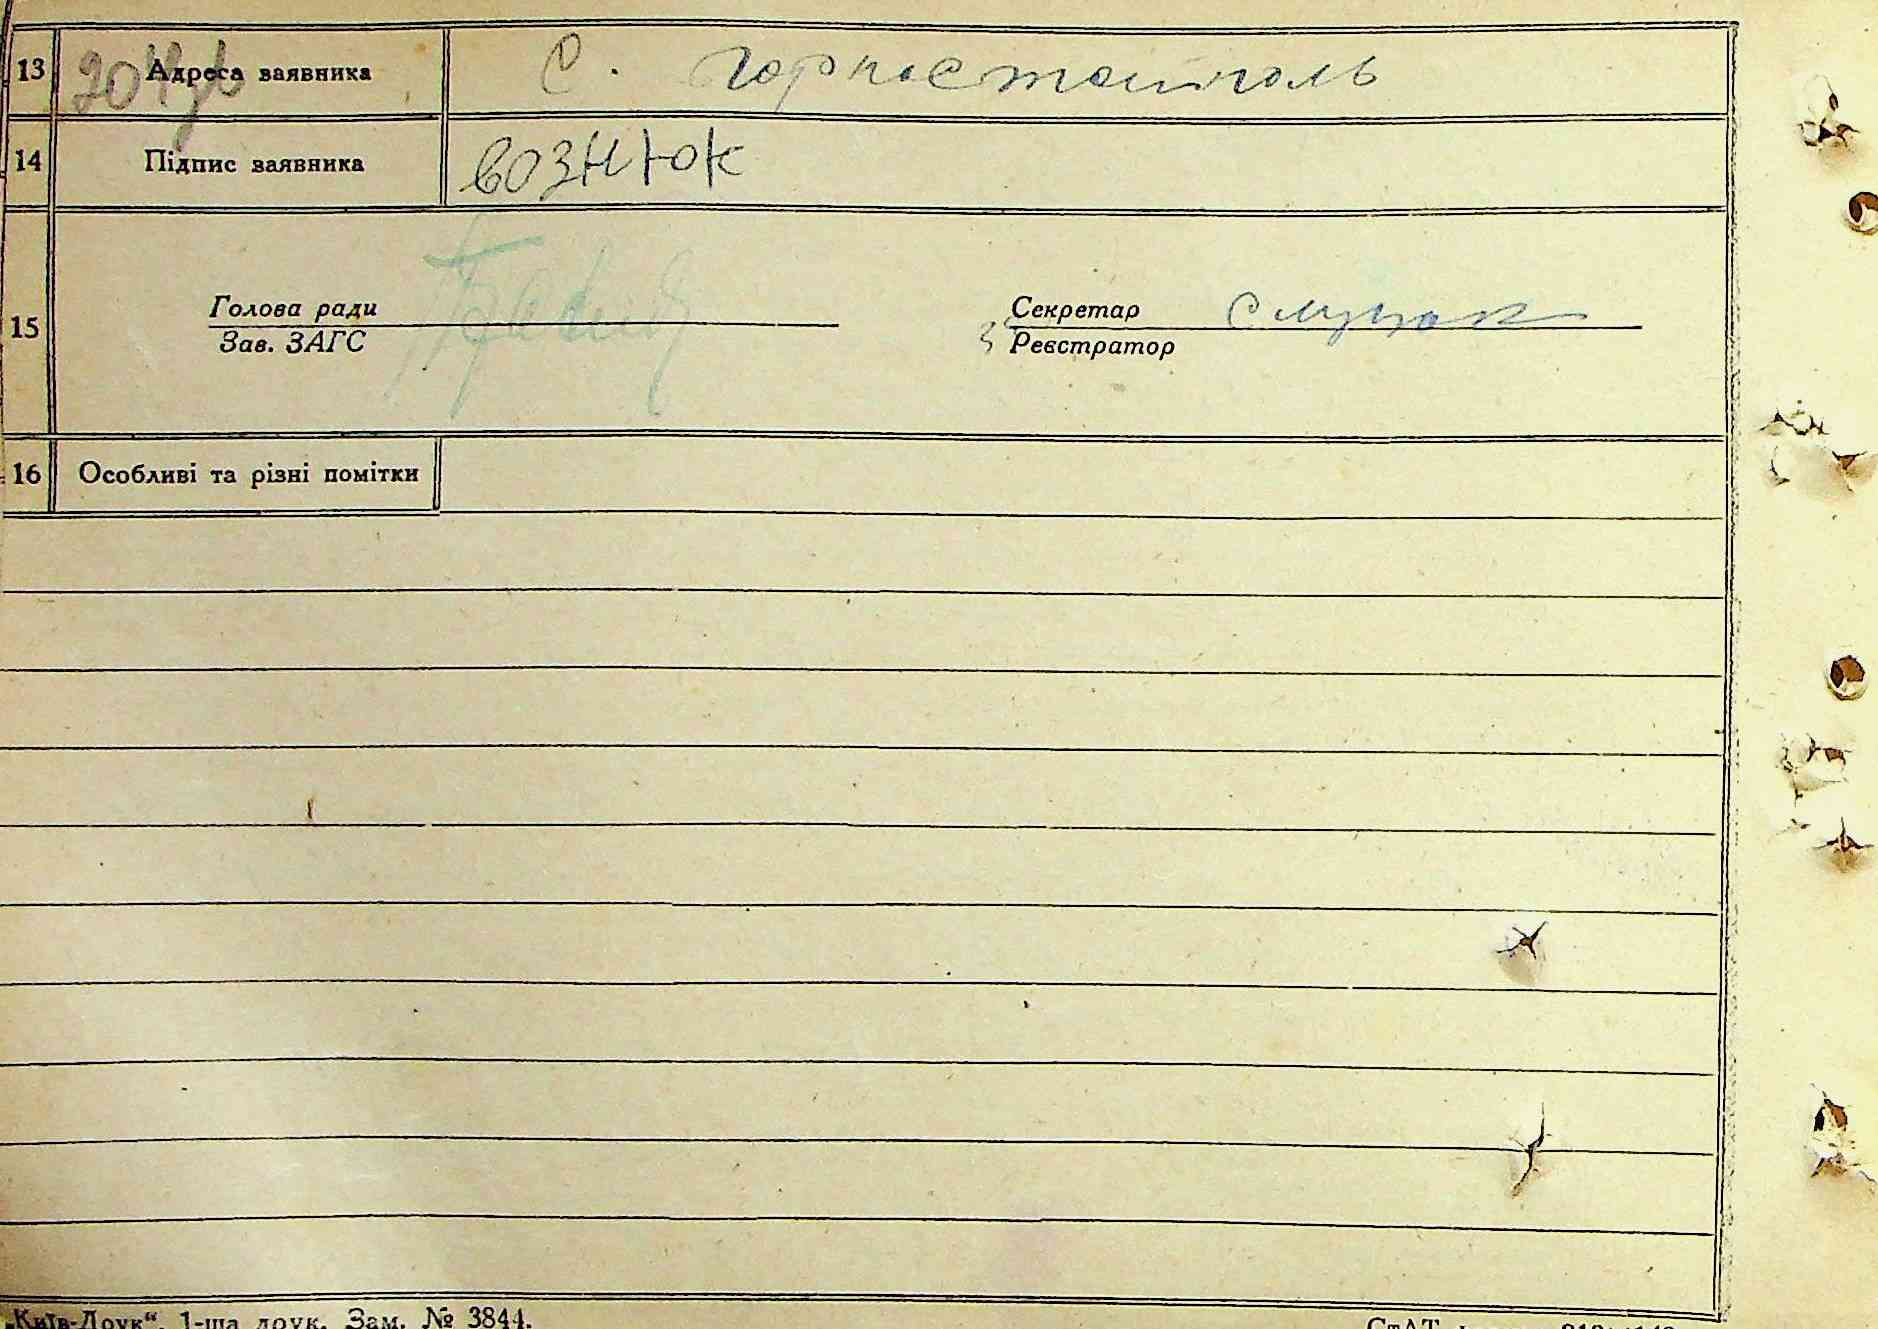 13 Адреса заявника С. Горностайполь
14 Підпис заявника Вознюк
15
Голова ради Секретар
Зав. ЗАГС Реєстратор
16 Особливі та різні помітки
„Київ-Друк“. 1-ша друк. Зам. № 3844.